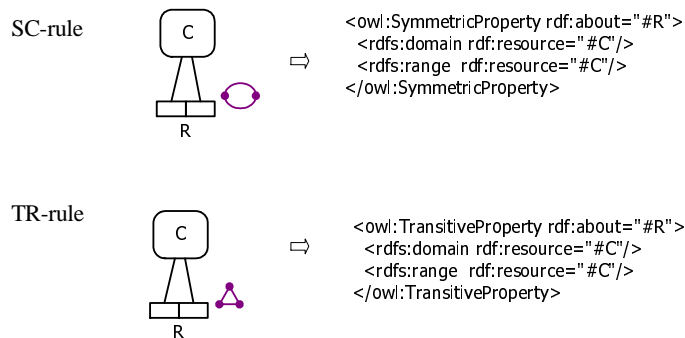 SC-rule
C
R
⇨
<owl:SymmetricProperty rdf:about="#R">
<rdfs:domain rdf:resource="#C"/>
<rdfs:range rdf:resource="#C"/>
</owl:SymmetricProperty>
TR-rule
C
R
⇨
<owl:TransitiveProperty rdf:about="#R">
<rdfs:domain rdf:resource="#C"/>
<rdfs:range rdf:resource="#C"/>
</owl:TransitiveProperty>